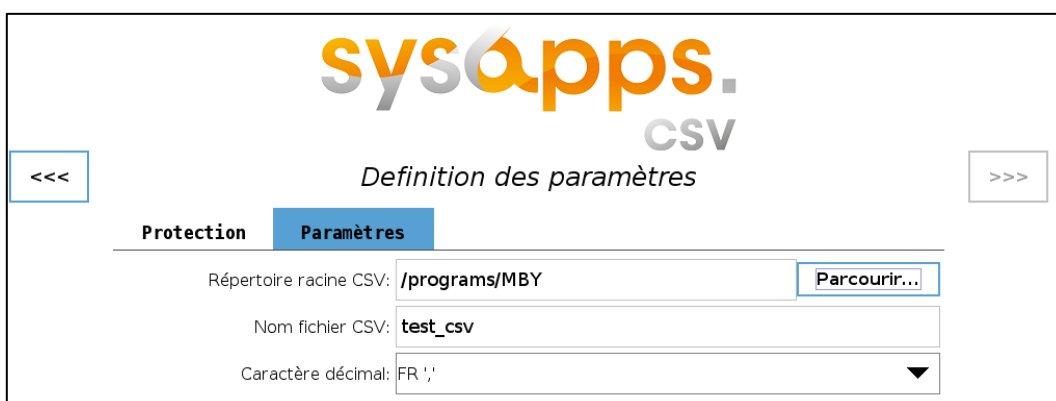 sysapps.
csv
<<<
Definition des paramètres
>>>
Protection Paramètres
Répertoire racine CSV: /programs/MBY Parcourir...
Nom fichier CSV: test_csv
Caractère décimal: FR ','